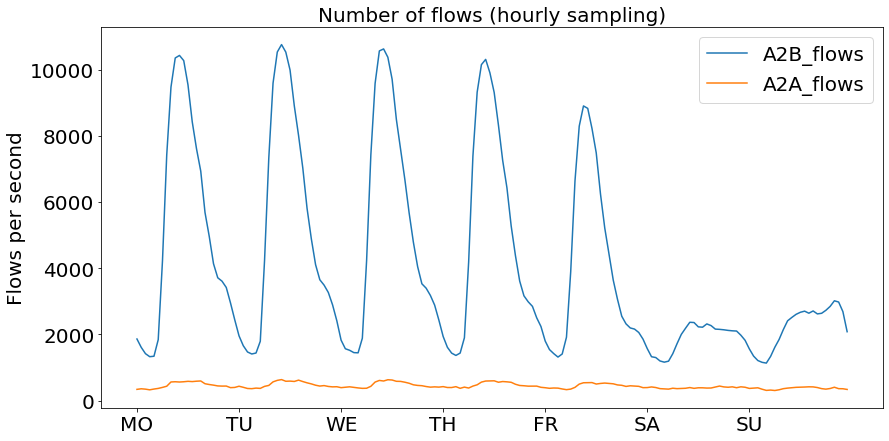 Number of flows (hourly sampling)
A2B_flows
A2A_flows
Flows per second
10000
8000
6000
4000
2000
0
MO TU WE TH FR SA SU